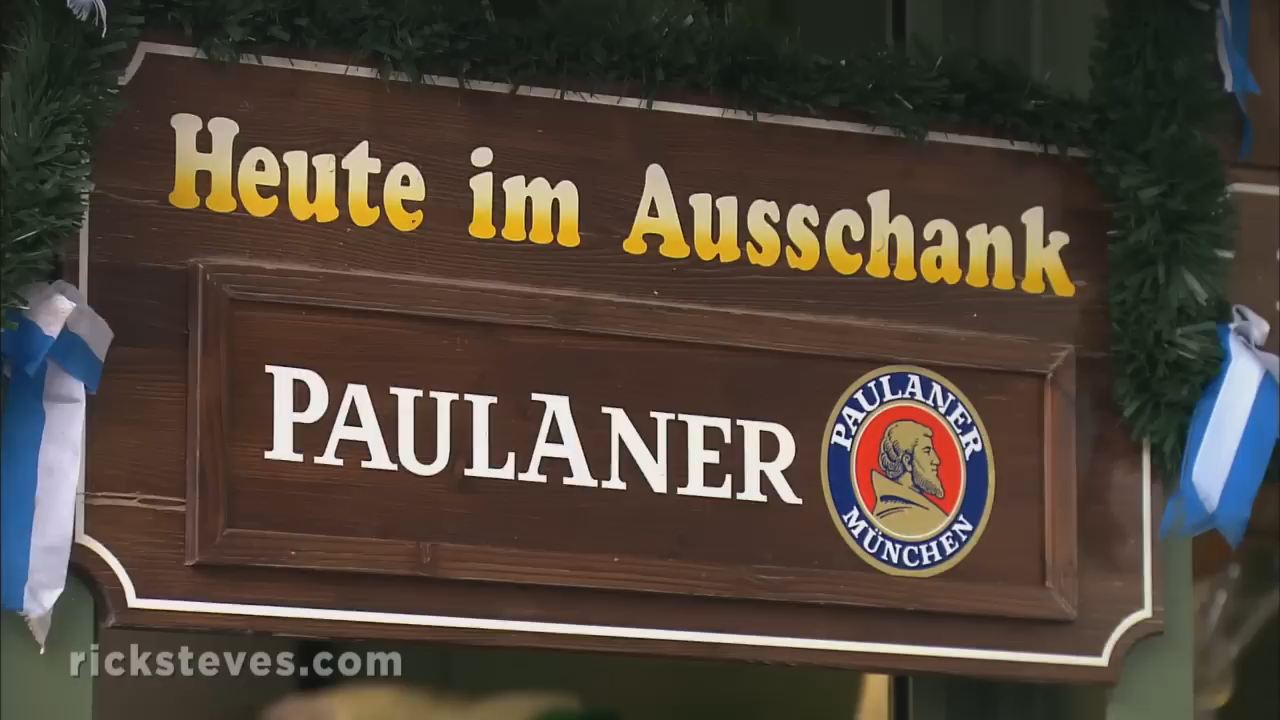 Heute im Ausschank
PAULANER
PAULANER
MÜNCHEN
ricksteves.com